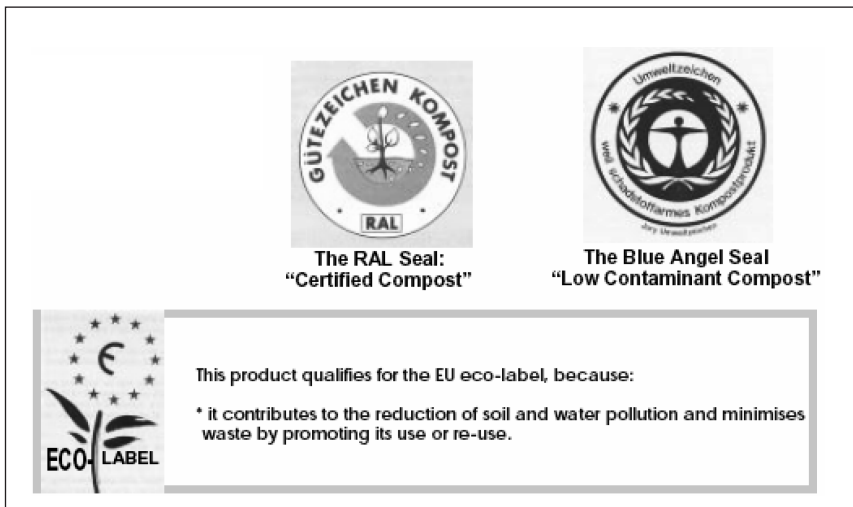 GÜTEZEICHEN KOMPOST
RAL
The RAL Seal:
“Certified Compost”
Umweltzeichen
weil schadstoffarmes Kompostprodukt
Jury Umweltzeichen
The Blue Angel Seal
“Low Contaminant Compost”
ECO-LABEL
This product qualifies for the EU eco-label, because:
* it contributes to the reduction of soil and water pollution and minimises
waste by promoting its use or re-use.